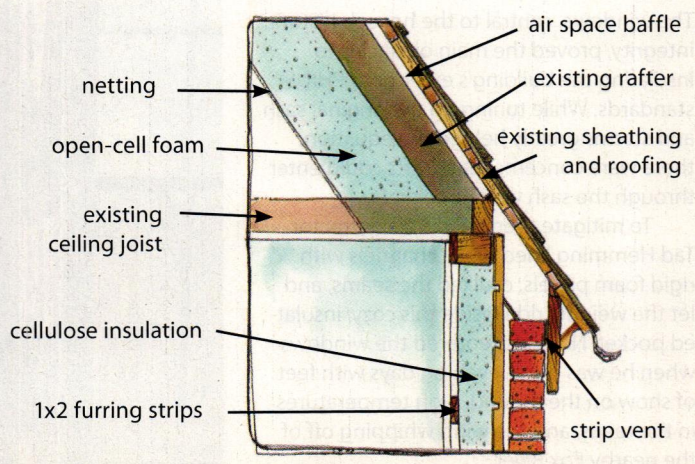 air space baffle
netting
existing rafter
open-cell foam
existing sheathing
and roofing
existing
ceiling joist
cellulose insulation
1x2 furring strips
strip vent